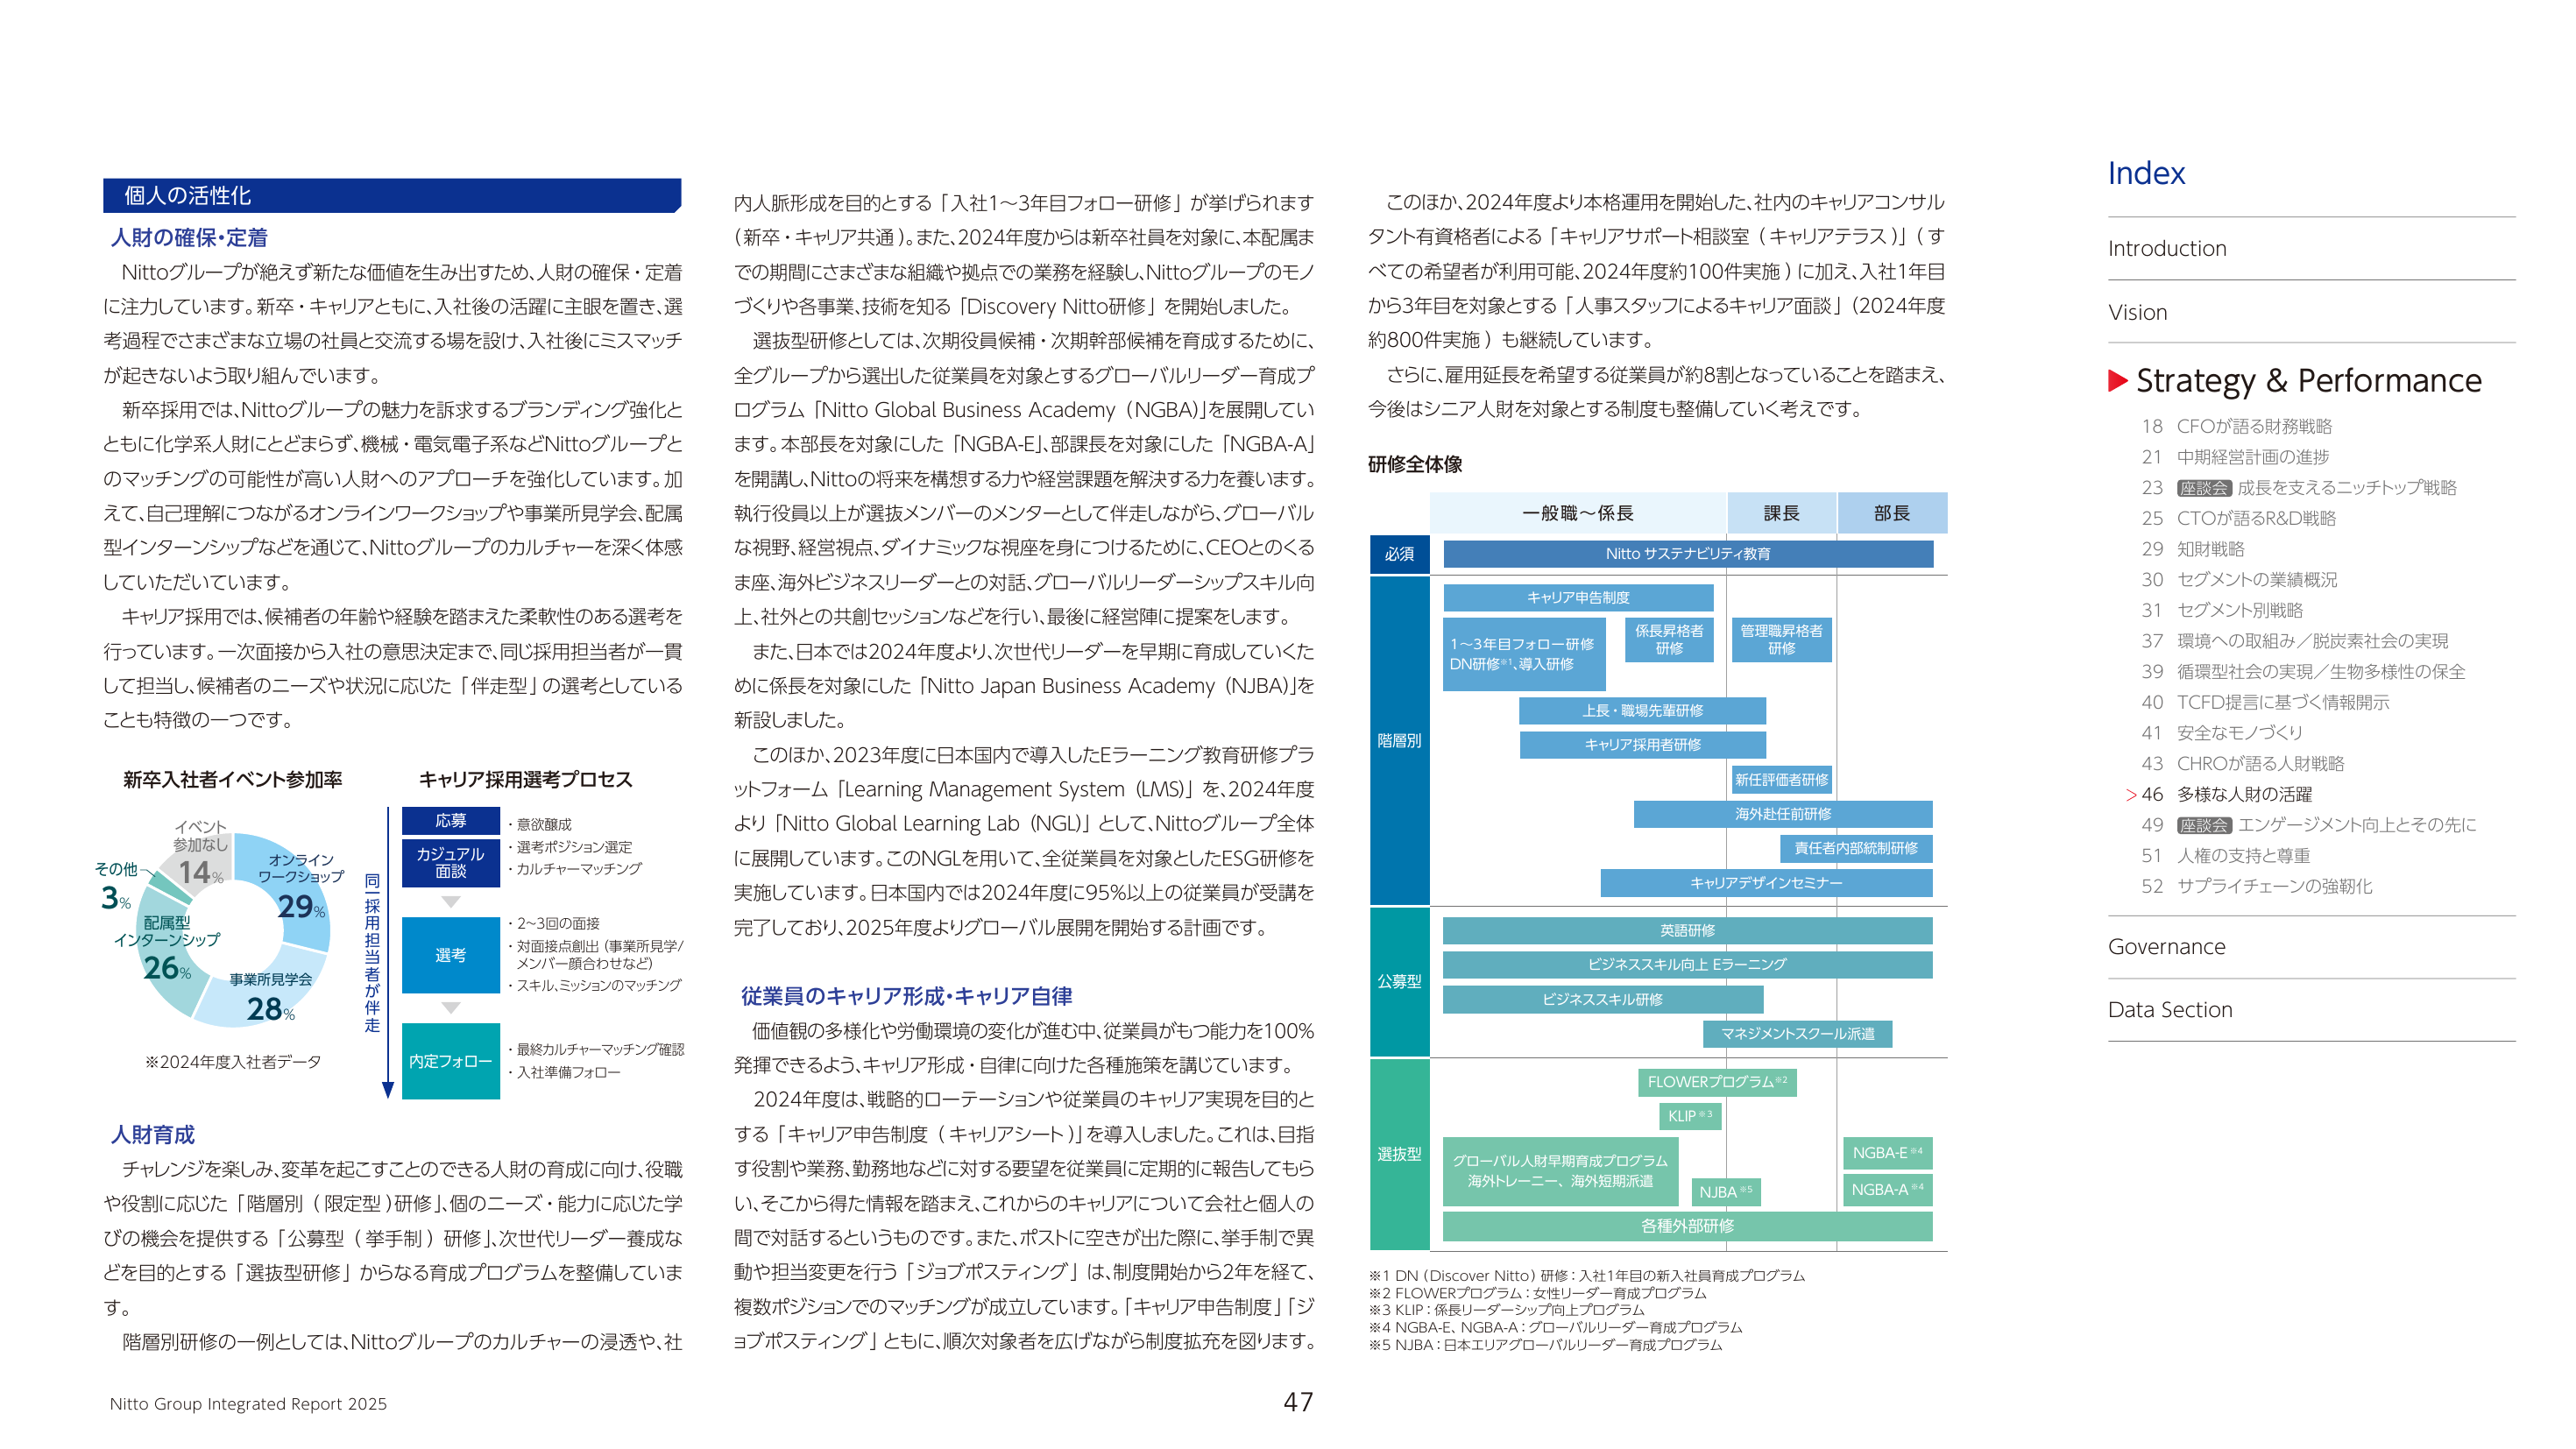 個人の活性化
人財の確保・定着
Nittoグループが絶えず新たな価値を生み出すため、人財の確保・定着
に注力しています。新卒・キャリアともに、入社後の活躍に主眼を置き、選
考過程でさまざまな立場の社員と交流する場を設け、入社後にミスマッチ
が起きないよう取り組んでいます。
新卒採用では、Nittoグループの魅力を訴求するブランディング強化と
ともに化学系人財にとどまらず、機械・電気電子系などNittoグループと
のマッチングの可能性が高い人財へのアプローチを強化しています。加
えて、自己理解につながるオンラインワークショップや事業所見学会、配属
型インターンシップなどを通じて、Nittoグループのカルチャーを深く体感
していただいています。
キャリア採用では、候補者の年齢や経験を踏まえた柔軟性のある選考を
行っています。一次面接から入社の意思決定まで、同じ採用担当者が一貫
して担当し、候補者のニーズや状況に応じた「伴走型」の選考としている
ことも特徴の一つです。
新卒入社者イベント参加率
イベント
参加なし
14%
オンライン
ワークショップ
29%
その他
3%
配属型
インターンシップ
26%
事業所見学会
28%
※2024年度入社者データ
キャリア採用選考プロセス
同一採用担当者が伴走
応募
カジュアル
面談
・意欲醸成
・選考ポジション選定
・カルチャーマッチング
選考
・2~3回の面接
・対面接点創出（事業所見学/
メンバー顔合わせなど）
・スキル、ミッションのマッチング
内定フォロー
・最終カルチャーマッチング確認
・入社準備フォロー
人財育成
チャレンジを楽しみ、変革を起こすことのできる人財の育成に向け、役職
や役割に応じた「階層別（限定型）研修」、個のニーズ・能力に応じた学
びの機会を提供する「公募型（挙手制）研修」、次世代リーダー養成な
どを目的とする「選抜型研修」からなる育成プログラムを整備していま
す。
階層別研修の一例としては、Nittoグループのカルチャーの浸透や、社
内人脈形成を目的とする「入社1～3年目フォロー研修」が挙げられます
（新卒・キャリア共通）。また、2024年度からは新卒社員を対象に、本配属ま
での期間にさまざまな組織や拠点での業務を経験し、Nittoグループのモノ
づくりや各事業、技術を知る「Discovery Nitto研修」を開始しました。
選抜型研修としては、次期役員候補・次期幹部候補を育成するために、
全グループから選出した従業員を対象とするグローバルリーダー育成プ
ログラム「Nitto Global Business Academy（NGBA）」を展開してい
ます。本部長を対象にした「NGBA-E」、部課長を対象にした「NGBA-A」
を開講し、Nittoの将来を構想する力や経営課題を解決する力を養います。
執行役員以上が選抜メンバーのメンターとして伴走しながら、グローバル
な視野、経営視点、ダイナミックな視座を身につけるために、CEOとのくる
ま座、海外ビジネスリーダーとの対話、グローバルリーダーシップスキル向
上、社外との共創セッションなどを行い、最後に経営陣に提案をします。
また、日本では2024年度より、次世代リーダーを早期に育成していくた
めに係長を対象にした「Nitto Japan Business Academy（NJBA）」を
新設しました。
このほか、2023年度に日本国内で導入したEラーニング教育研修プラ
ットフォーム「Learning Management System（LMS）」を、2024年度
より「Nitto Global Learning Lab（NGL）」として、Nittoグループ全体
に展開しています。このNGLを用いて、全従業員を対象としたESG研修を
実施しています。日本国内では2024年度に95%以上の従業員が受講を
完了しており、2025年度よりグローバル展開を開始する計画です。
従業員のキャリア形成・キャリア自律
価値観の多様化や労働環境の変化が進む中、従業員がもつ能力を100%
発揮できるよう、キャリア形成・自律に向けた各種施策を講じています。
2024年度は、戦略的ローテーションや従業員のキャリア実現を目的と
する「キャリア申告制度（キャリアシート）」を導入しました。これは、目指
す役割や業務、勤務地などに対する要望を従業員に定期的に報告してもら
い、そこから得た情報を踏まえ、これからのキャリアについて会社と個人の
間で対話するというものです。また、ポストに空きが出た際に、挙手制で異
動や担当変更を行う「ジョブポスティング」は、制度開始から2年を経て、
複数ポジションでのマッチングが成立しています。「キャリア申告制度」「ジ
ョブポスティング」ともに、順次対象者を広げながら制度拡充を図ります。
このほか、2024年度より本格運用を開始した、社内のキャリアコンサル
タント有資格者による「キャリアサポート相談室（キャリアテラス）」（す
べての希望者が利用可能、2024年度約100件実施）に加え、入社1年目
から3年目を対象とする「人事スタッフによるキャリア面談」（2024年度
約800件実施）も継続しています。
さらに、雇用延長を希望する従業員が約8割となっていることを踏まえ、
今後はシニア人財を対象とする制度も整備していく考えです。
研修全体像
一般職～係長
課長
部長
必須
Nitto サステナビリティ教育
階層別
キャリア申告制度
1～3年目フォロー研修
DN研修※1、導入研修
係長昇格者
研修
管理職昇格者
研修
上長・職場先輩研修
キャリア採用者研修
新任評価者研修
海外赴任前研修
責任者内部統制研修
キャリアデザインセミナー
公募型
英語研修
ビジネススキル向上 Eラーニング
ビジネススキル研修
マネジメントスクール派遣
選抜型
FLOWERプログラム※2
KLIP※3
グローバル人財早期育成プログラム
海外トレーニー、海外短期派遣
NJBA※5
NGBA-E※4
NGBA-A※4
各種外部研修
※1 DN（Discover Nitto）研修：入社1年目の新入社員育成プログラム
※2 FLOWERプログラム：女性リーダー育成プログラム
※3 KLIP：係長リーダーシップ向上プログラム
※4 NGBA-E、NGBA-A：グローバルリーダー育成プログラム
※5 NJBA：日本エリアグローバルリーダー育成プログラム
Index
Introduction
Vision
Strategy & Performance
18 CFOが語る財務戦略
21 中期経営計画の進捗
23 座談会 成長を支えるニッチトップ戦略
25 CTOが語るR&D戦略
29 知財戦略
30 セグメントの業績概況
31 セグメント別戦略
37 環境への取組み／脱炭素社会の実現
39 循環型社会の実現／生物多様性の保全
40 TCFD提言に基づく情報開示
41 安全なモノづくり
43 CHROが語る人財戦略
> 46 多様な人財の活躍
49 座談会 エンゲージメント向上とその先に
51 人権の支持と尊重
52 サプライチェーンの強靭化
Governance
Data Section
Nitto Group Integrated Report 2025
47